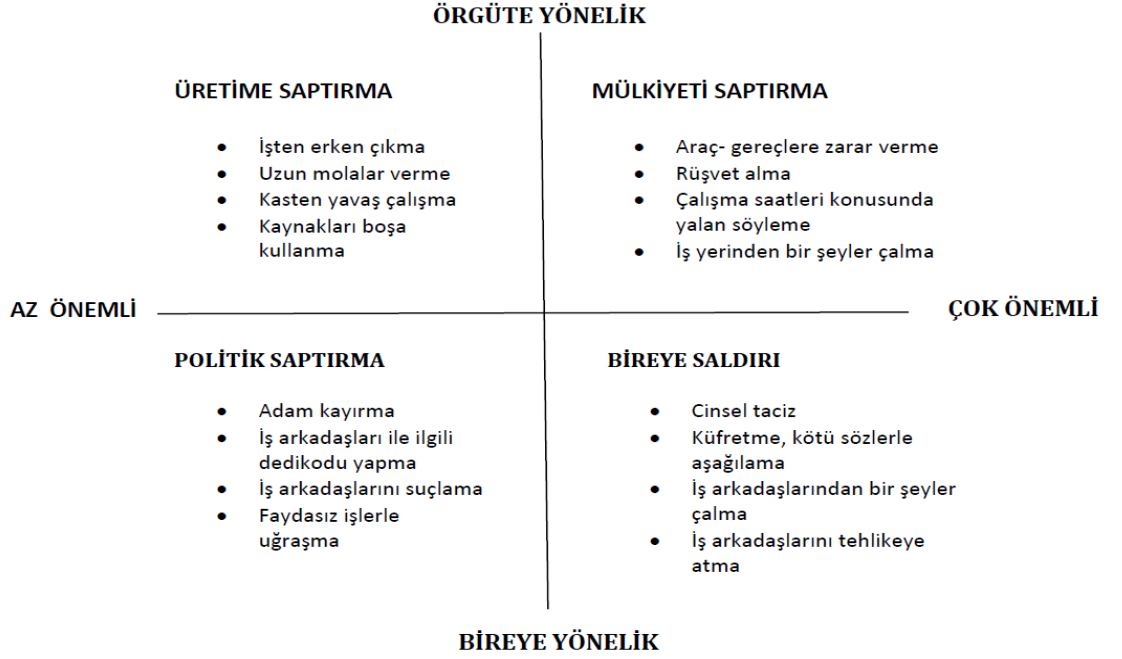 ÖRGÜTE YÖNELİK
ÜRETİME SAPTIRMA
• İşten erken çıkma
• Uzun molalar verme
• Kasten yavaş çalışma
• Kaynakları boşa
kullanma
MÜLKİYETİ SAPTIRMA
• Araç- gereçlere zarar verme
• Rüşvet alma
• Çalışma saatleri konusunda
yalan söyleme
• İş yerinden bir şeyler çalma
AZ ÖNEMLİ
ÇOK ÖNEMLİ
POLİTİK SAPTIRMA
• Adam kayırma
• İş arkadaşları ile ilgili
dedikodu yapma
• İş arkadaşlarını suçlama
• Faydasız işlerle
uğraşma
BİREYE SALDIRI
• Cinsel taciz
• Küfretme, kötü sözlerle
aşağılama
• İş arkadaşlarından bir şeyler
çalma
• İş arkadaşlarını tehlikeye
atma
BİREYE YÖNELİK